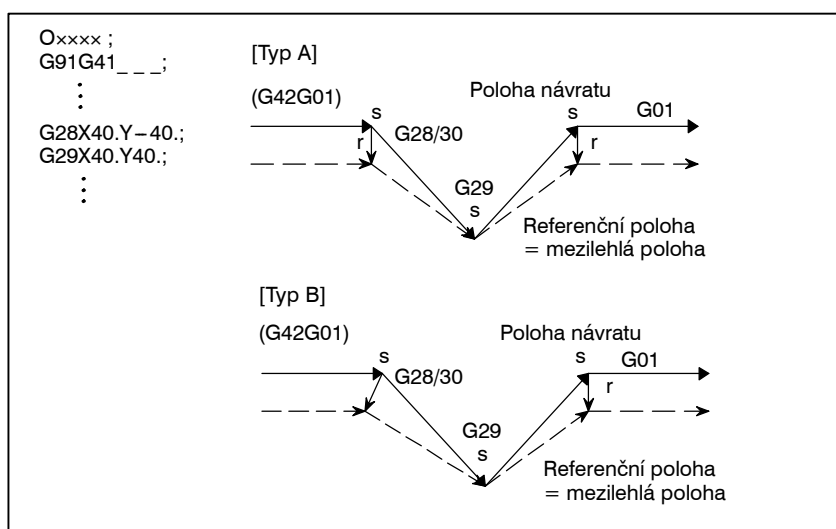 O×××× ;
G91G41_ _ _;
G28X40.Y−40.;
G29X40.Y40.;
[Typ A]
(G42G01)
Poloha návratu
s
G28/30
s
G01
r
r
G29
s
Referenční poloha
= mezilehlá poloha
[Typ B]
(G42G01)
Poloha návratu
s
G28/30
s
G01
r
G29
s
Referenční poloha
= mezilehlá poloha